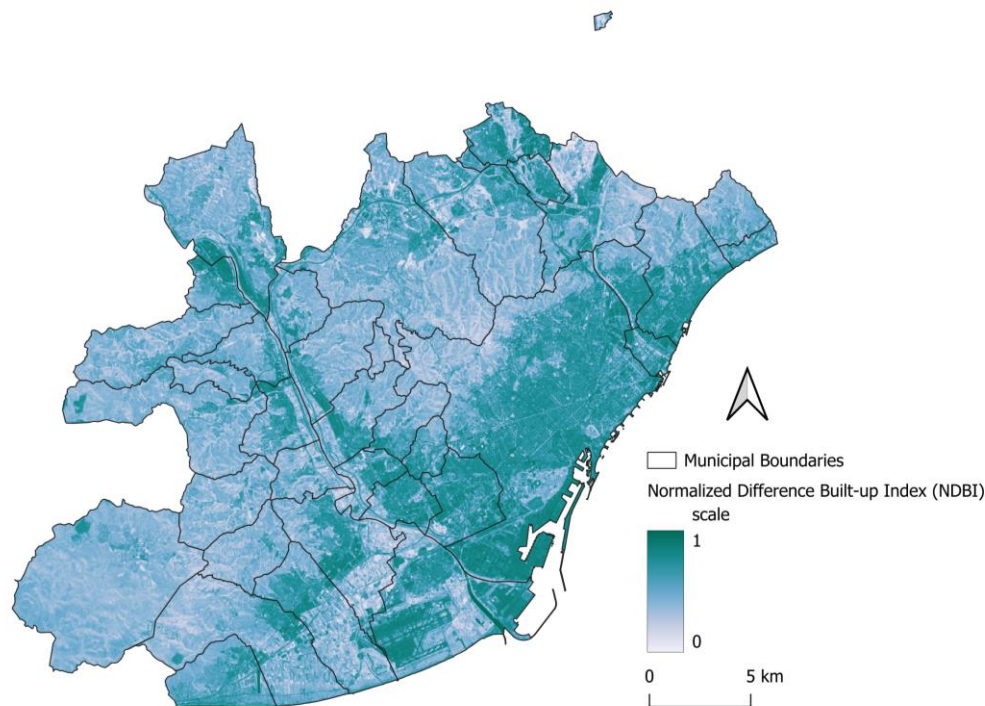 Municipal Boundaries
Normalized Difference Built-up Index (NDBI)
scale
1
0
0 5 km